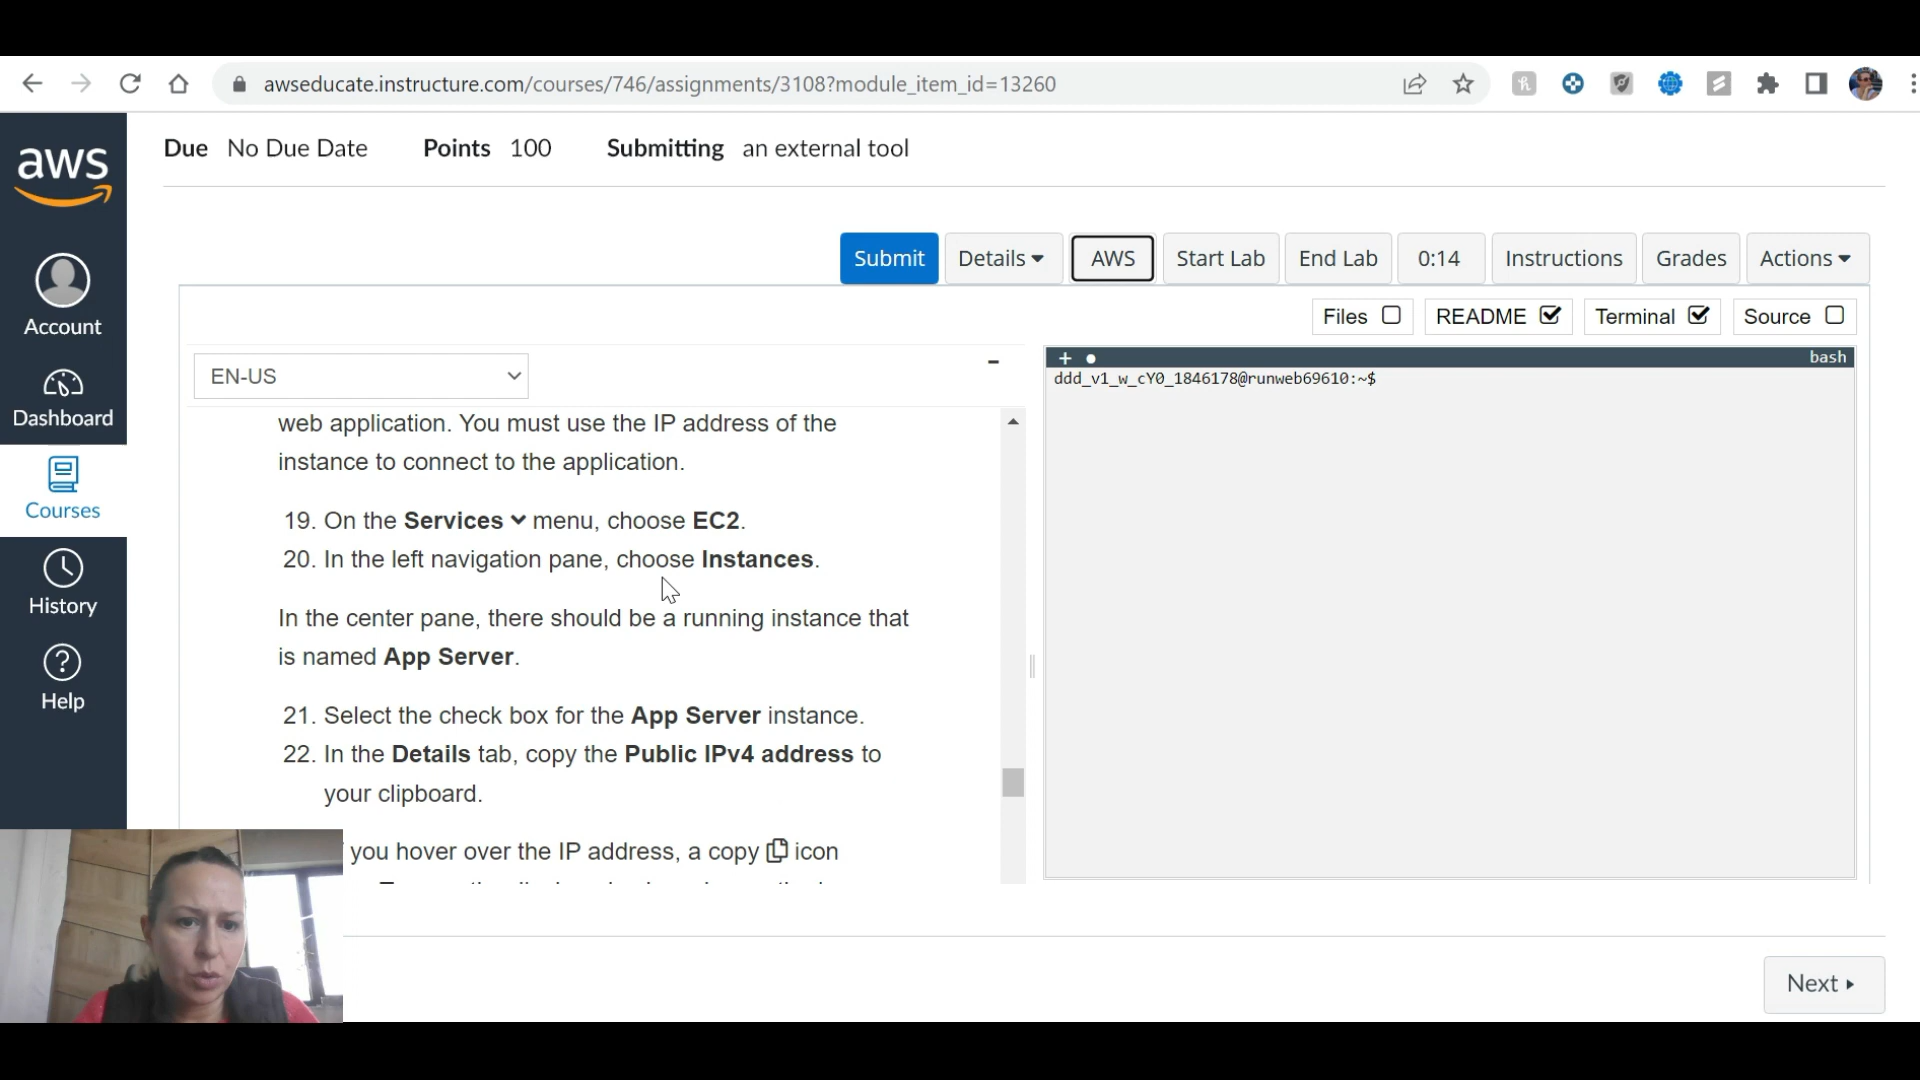 awseducate.instructure.com/courses/746/assignments/3108?module_item_id=13260
aws
Account
Dashboard
Courses
History
Help
Due No Due Date Points 100 Submitting an external tool
Submit Details AWS Start Lab End Lab 0:14 Instructions Grades Actions
Files README Terminal Source
EN-US
web application. You must use the IP address of the
instance to connect to the application.
19. On the Services menu, choose EC2.
20. In the left navigation pane, choose Instances.
In the center pane, there should be a running instance that
is named App Server.
21. Select the check box for the App Server instance.
22. In the Details tab, copy the Public IPv4 address to
your clipboard.
you hover over the IP address, a copy icon
+ bash
ddd_v1_w_cY0_1846178@runweb69610:~$
Next